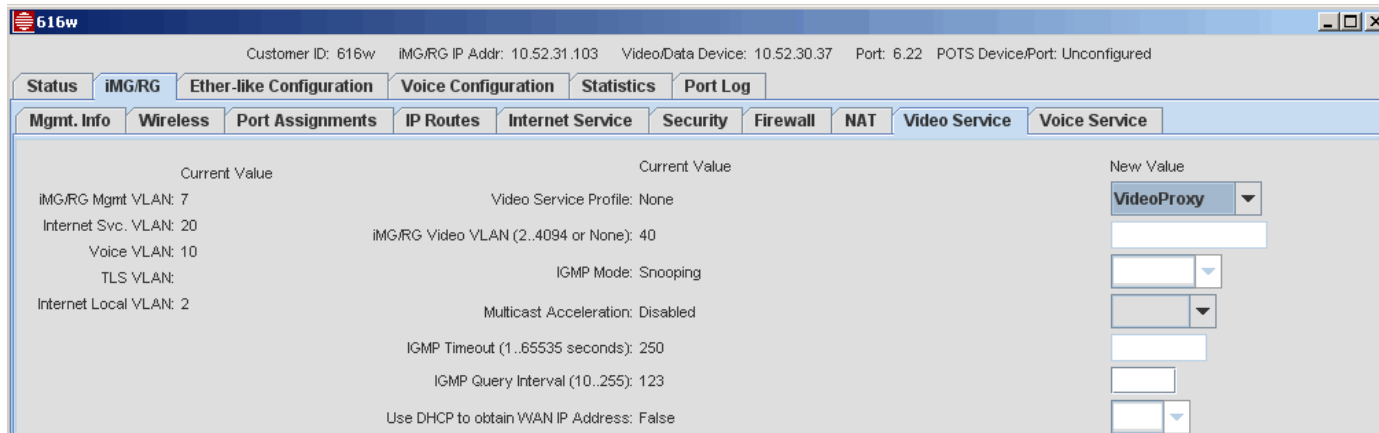 616w
Customer ID: 616w iMG/RG IP Addr: 10.52.31.103 Video/Data Device: 10.52.30.37 Port: 6.22 POTS Device/Port: Unconfigured
Status iMG/RG Ether-like Configuration Voice Configuration Statistics Port Log
Mgmt. Info Wireless Port Assignments IP Routes Internet Service Security Firewall NAT Video Service Voice Service
Current Value
iMG/RG Mgmt VLAN: 7
Internet Svc. VLAN: 20
Voice VLAN: 10
TLS VLAN:
Internet Local VLAN: 2
Current Value New Value
Video Service Profile: None VideoProxy
iMG/RG Video VLAN (2..4094 or None): 40
IGMP Mode: Snooping
Multicast Acceleration: Disabled
IGMP Timeout (1..65535 seconds): 250
IGMP Query Interval (10..255): 123
Use DHCP to obtain WAN IP Address: False